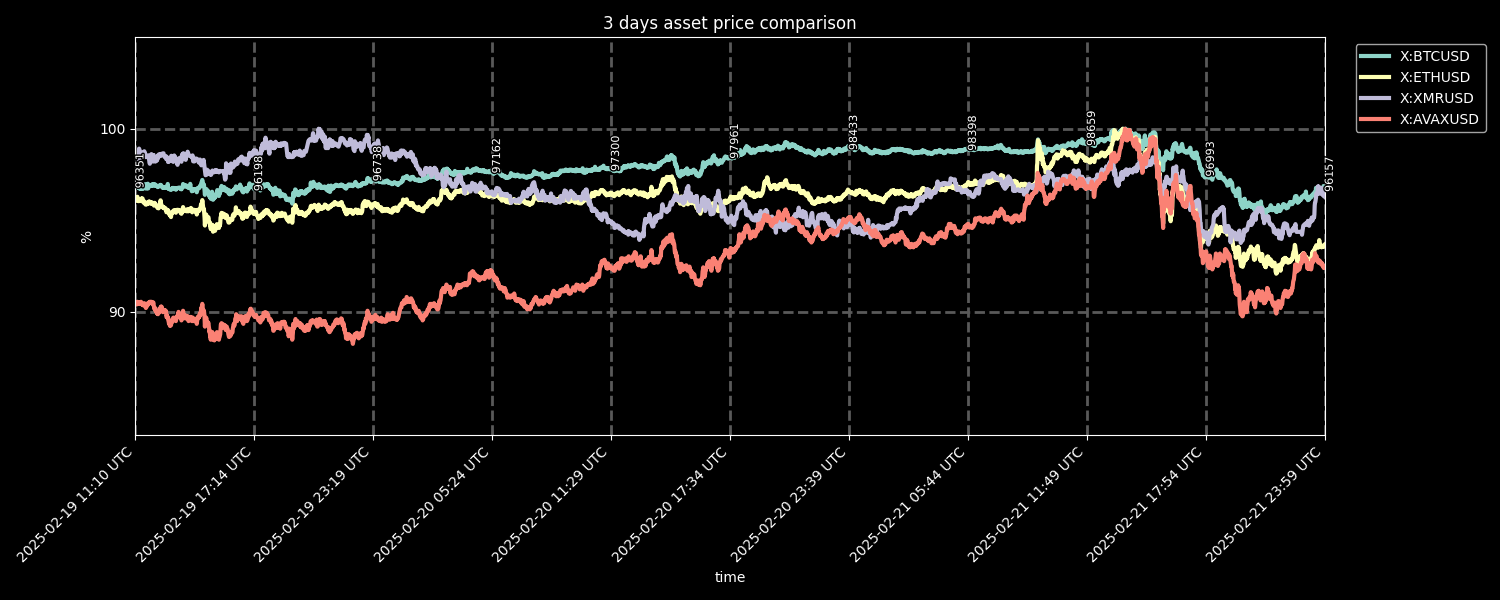 3 days asset price comparison
X:BTCUSD
X:ETHUSD
X:XMRUSD
X:AVAXUSD
100
90
%
96351
96198
96738
97162
97300
97961
98433
98398
98659
96993
96157
2025-02-19 11:10 UTC
2025-02-19 17:14 UTC
2025-02-19 23:19 UTC
2025-02-20 05:24 UTC
2025-02-20 11:29 UTC
2025-02-20 17:34 UTC
2025-02-20 23:39 UTC
2025-02-21 05:44 UTC
2025-02-21 11:49 UTC
2025-02-21 17:54 UTC
2025-02-21 23:59 UTC
time